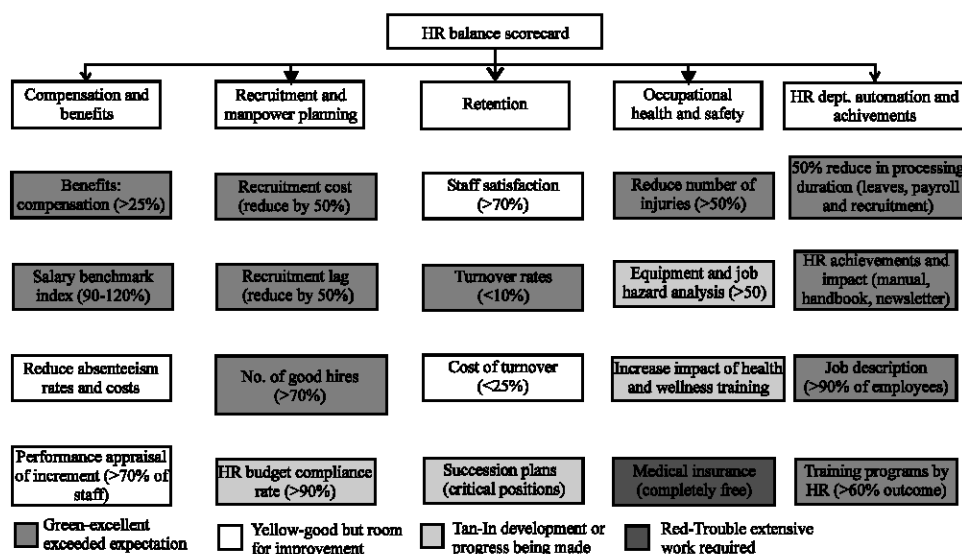 HR balance scorecard
Compensation and
benefits
Recruitment and
manpower planning
Retention
Occupational
health and safety
HR dept. automation and
achivements
Benefits:
compensation (>25%)
Recruitment cost
(reduce by 50%)
Staff satisfaction
(>70%)
Reduce number of
injuries (>50%)
50% reduce in processing
duration (leaves, payroll
and recruitment)
Salary benchmark
index (90-120%)
Recruitment lag
(reduce by 50%)
Turnover rates
(<10%)
Equipment and job
hazard analysis (>50)
HR achievements and
impact (manual,
handbook, newsletter)
Reduce absenteeism
rates and costs
No. of good hires
(>70%)
Cost of turnover
(<25%)
Increase impact of health
and wellness training
Job description
(>90% of employees)
Performance appraisal
of increment (>70% of
staff)
HR budget compliance
rate (>90%)
Succession plans
(critical positions)
Medical insurance
(completely free)
Training programs by
HR (>60% outcome)
Green-excellent
exceeded expectation
Yellow-good but room
for improvement
Tan-In development or
progress being made
Red-Trouble extensive
work required